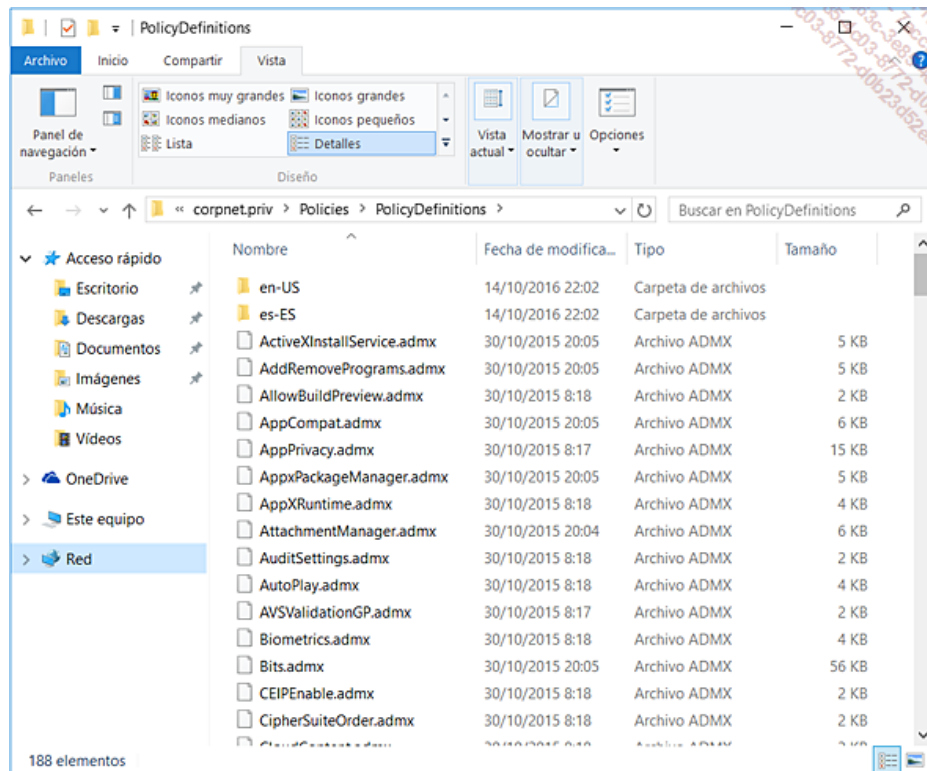 PolicyDefinitions
Archivo Inicio Compartir Vista
Panel de navegación
Iconos muy grandes Iconos grandes
Iconos medianos Iconos pequeños
Lista Detalles
Vista actual Mostrar u ocultar Opciones
Paneles Diseño
« corpnet.priv > Policies > PolicyDefinitions > Buscar en PolicyDefinitions
Nombre Fecha de modifica... Tipo Tamaño
Acceso rápido
Escritorio
Descargas
Documentos
Imágenes
Música
Vídeos
OneDrive
Este equipo
Red
en-US 14/10/2016 22:02 Carpeta de archivos
es-ES 14/10/2016 22:02 Carpeta de archivos
ActiveXInstallService.admx 30/10/2015 20:05 Archivo ADMX 5 KB
AddRemovePrograms.admx 30/10/2015 20:05 Archivo ADMX 5 KB
AllowBuildPreview.admx 30/10/2015 8:18 Archivo ADMX 2 KB
AppCompat.admx 30/10/2015 20:05 Archivo ADMX 6 KB
AppPrivacy.admx 30/10/2015 8:17 Archivo ADMX 15 KB
AppxPackageManager.admx 30/10/2015 20:05 Archivo ADMX 5 KB
AppXRuntime.admx 30/10/2015 8:18 Archivo ADMX 4 KB
AttachmentManager.admx 30/10/2015 20:04 Archivo ADMX 6 KB
AuditSettings.admx 30/10/2015 8:18 Archivo ADMX 2 KB
AutoPlay.admx 30/10/2015 8:18 Archivo ADMX 4 KB
AVSValidationGP.admx 30/10/2015 8:17 Archivo ADMX 2 KB
Biometrics.admx 30/10/2015 8:18 Archivo ADMX 4 KB
Bits.admx 30/10/2015 20:05 Archivo ADMX 56 KB
CEIPEnable.admx 30/10/2015 8:18 Archivo ADMX 2 KB
CipherSuiteOrder.admx 30/10/2015 8:18 Archivo ADMX 2 KB
188 elementos